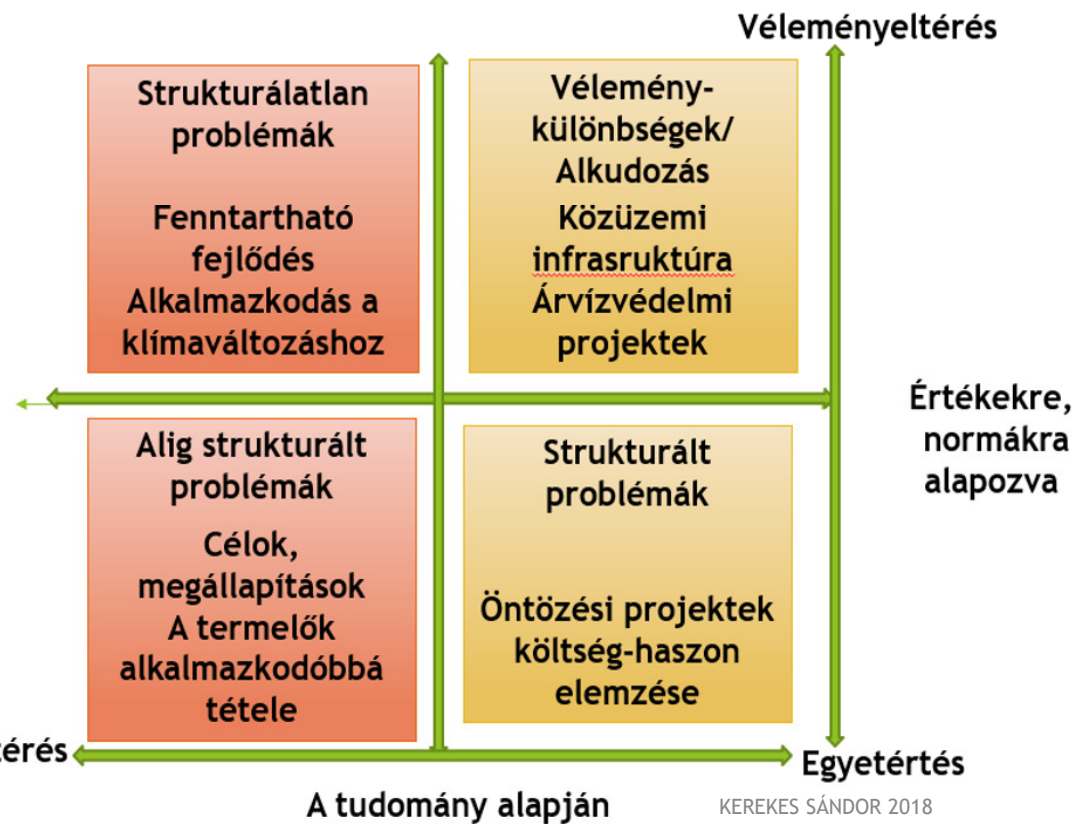 Véleményeltérés
Strukturálatlan
problémák
Fenntartható
fejlődés
Alkalmazkodás a
klímaváltozáshoz
Vélemény-
különbségek/
Alkudozás
Közüzemi
infrasruktúra
Árvízvédelmi
projektek
Értékekre,
normákra
alapozva
Alig strukturált
problémák
Célok,
megállapítások
A termelők
alkalmazkodóbbá
tétele
Strukturált
problémák
Öntözési projektek
költség-haszon
elemzése
térés
Egyetértés
A tudomány alapján
KEREKES SÁNDOR 2018